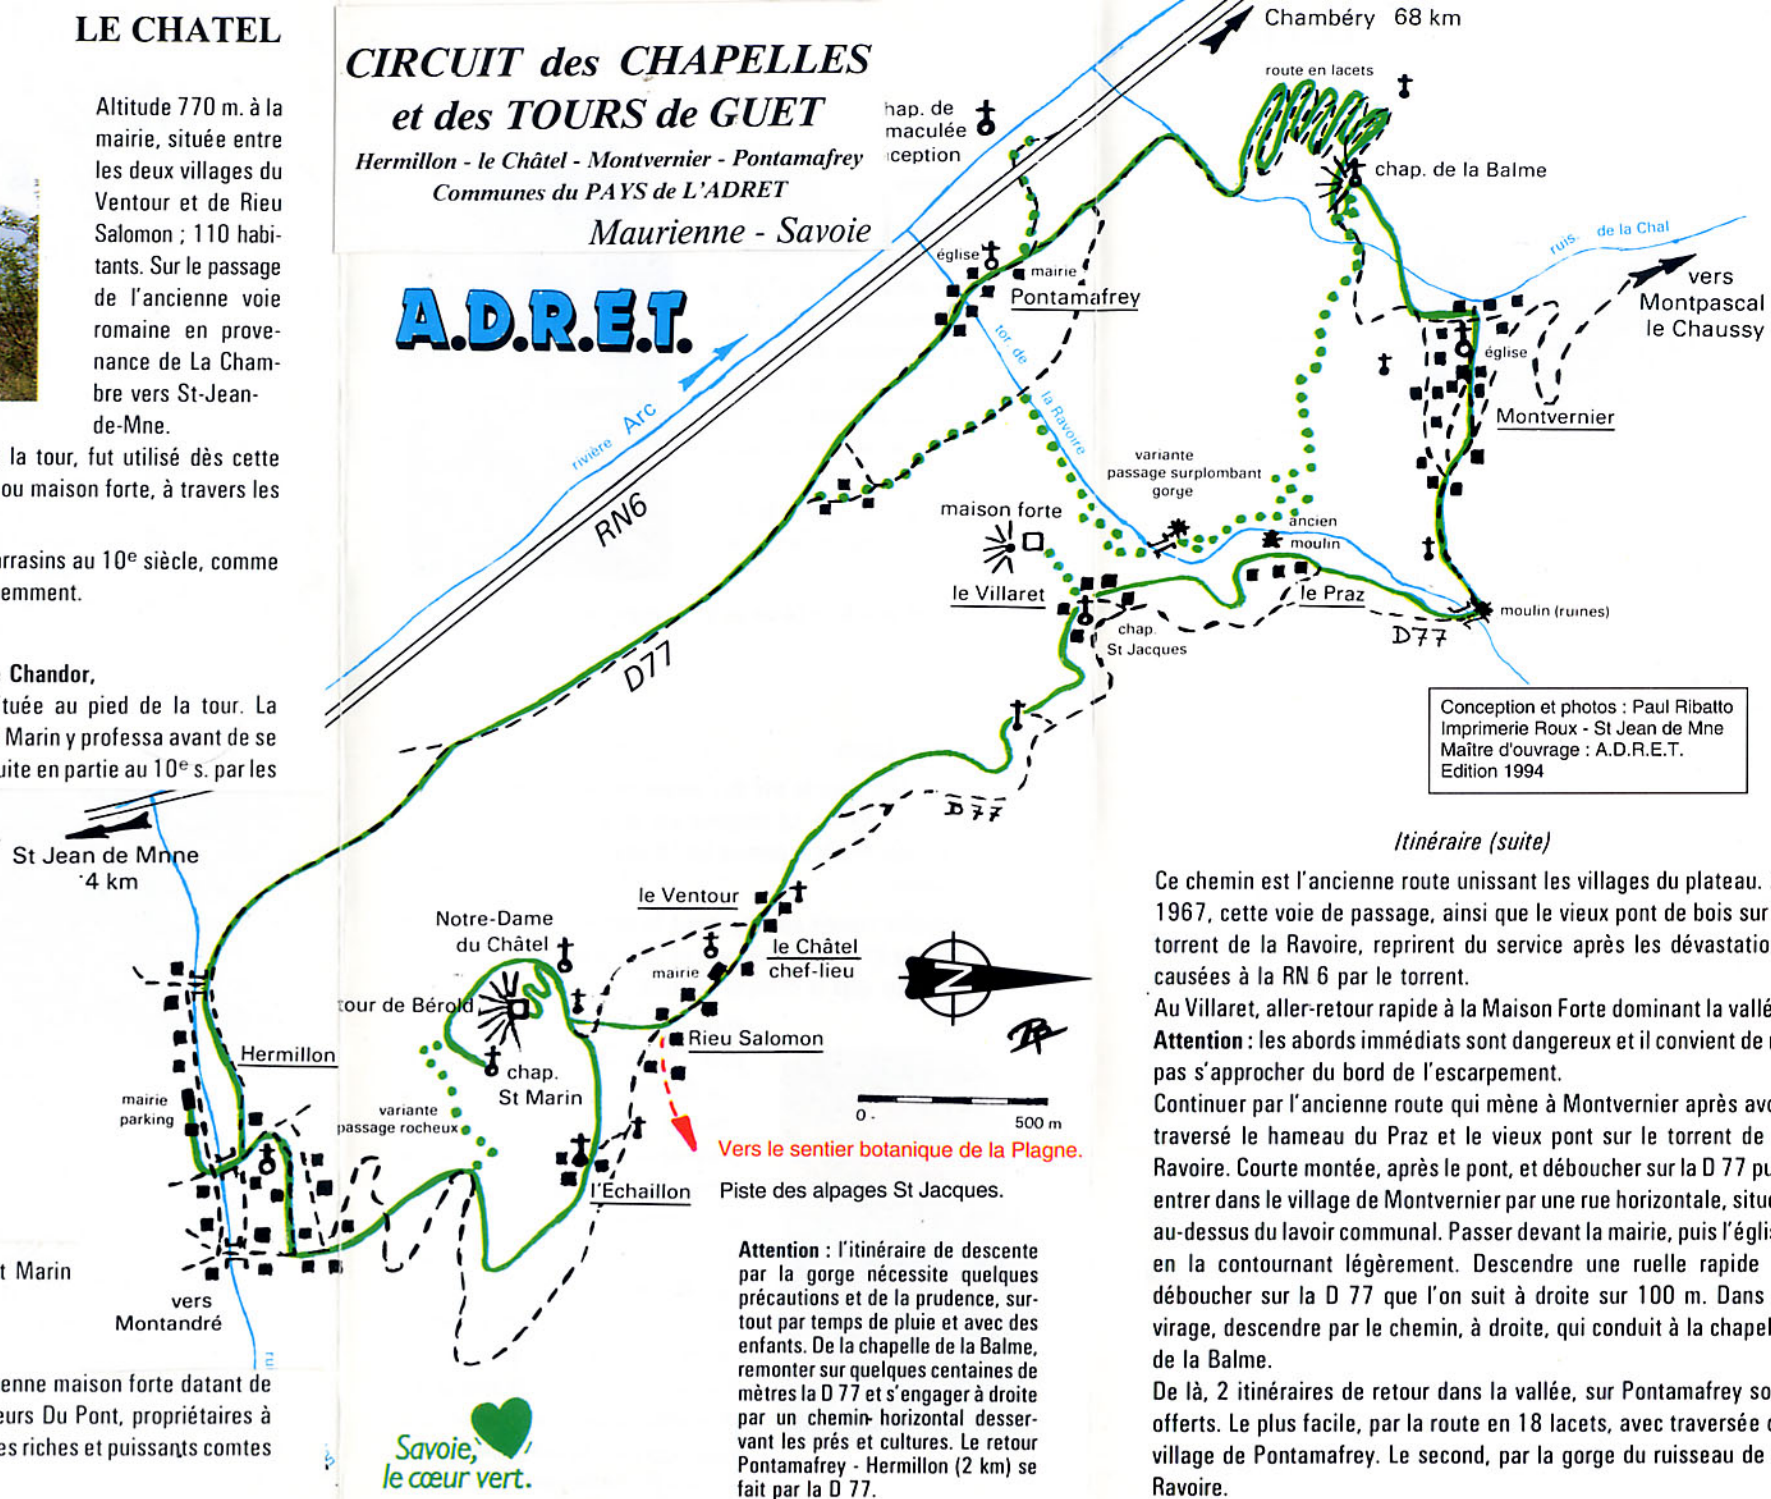 LE CHATEL
Altitude 770 m. à la
mairie, située entre
les deux villages du
Ventour et de Rieu
Salomon ; 110 habi-
tants. Sur le passage
de l'ancienne voie
romaine en prove-
nance de La Cham-
bre vers St-Jean-
de-Mne.
la tour, fut utilisé dès cette
ou maison forte, à travers les
rrasins au 10e siècle, comme
emment.
Chandor,
tuée au pied de la tour. La
Marin y professa avant de se
uite en partie au 10e s. par les
St Jean de Mnne
4 km
CIRCUIT des CHAPELLES
et des TOURS de GUET
Hermillon - le Châtel - Montvernier - Pontamafrey
Communes du PAYS de L'ADRET
Maurienne - Savoie
A.D.R.E.T.
hap. de
maculée
ception
Chambéry 68 km
route en lacets
chap. de la Balme
ruis. de la Chal
vers
Montpascal
le Chaussy
église
mairie
Pontamafrey
tor. de
la Ravoire
rivière Arc
RN6
D77
église
Montvernier
variante
passage surplombant
gorge
maison forte
ancien
moulin
le Villaret
le Praz
moulin (ruines)
D77
chap.
St Jacques
D77
Conception et photos : Paul Ribatto
Imprimerie Roux - St Jean de Mne
Maître d'ouvrage : A.D.R.E.T.
Edition 1994
le Ventour
Notre-Dame
du Châtel
le Châtel
chef-lieu
mairie
tour de Bérold
Rieu Salomon
N
Hermillon
chap.
St Marin
mairie
parking
variante
passage rocheux
0
500 m
Vers le sentier botanique de la Plagne.
l'Echaillon
Piste des alpages St Jacques.
vers
Montandré
t Marin
enne maison forte datant de
eurs Du Pont, propriétaires à
es riches et puissants comtes
Savoie,
le cœur vert.
Attention : l'itinéraire de descente
par la gorge nécessite quelques
précautions et de la prudence, sur-
tout par temps de pluie et avec des
enfants. De la chapelle de la Balme,
remonter sur quelques centaines de
mètres la D 77 et s'engager à droite
par un chemin horizontal desser-
vant les prés et cultures. Le retour
Pontamafrey - Hermillon (2 km) se
fait par la D 77.
Itinéraire (suite)
Ce chemin est l'ancienne route unissant les villages du plateau.
1967, cette voie de passage, ainsi que le vieux pont de bois sur
torrent de la Ravoire, reprirent du service après les dévastatio
causées à la RN 6 par le torrent.
Au Villaret, aller-retour rapide à la Maison Forte dominant la vallé
Attention : les abords immédiats sont dangereux et il convient de
pas s'approcher du bord de l'escarpement.
Continuer par l'ancienne route qui mène à Montvernier après avo
traversé le hameau du Praz et le vieux pont sur le torrent de
Ravoire. Courte montée, après le pont, et déboucher sur la D 77 pu
entrer dans le village de Montvernier par une rue horizontale, situé
au-dessus du lavoir communal. Passer devant la mairie, puis l'églis
en la contournant légèrement. Descendre une ruelle rapide
déboucher sur la D 77 que l'on suit à droite sur 100 m. Dans
virage, descendre par le chemin, à droite, qui conduit à la chapel
de la Balme.
De là, 2 itinéraires de retour dans la vallée, sur Pontamafrey so
offerts. Le plus facile, par la route en 18 lacets, avec traversée
village de Pontamafrey. Le second, par la gorge du ruisseau de
Ravoire.